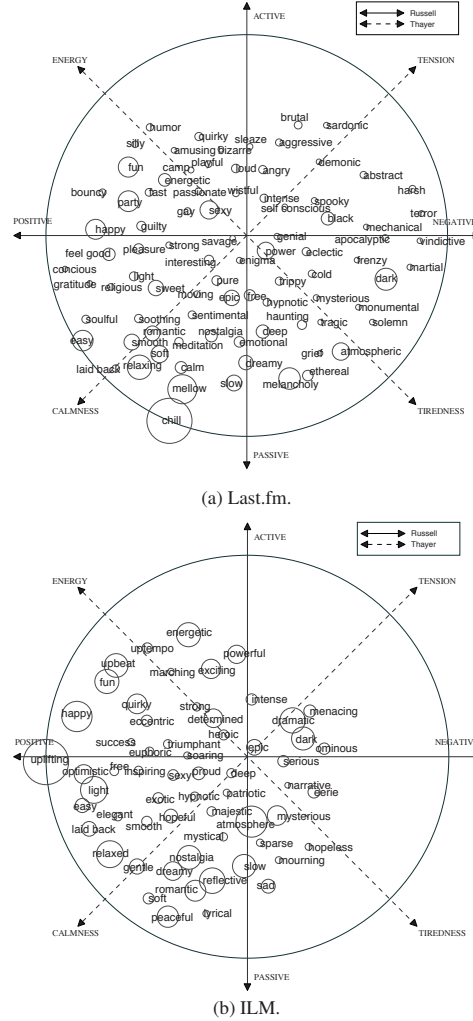 ACTIVE
Russell
Thayer
ENERGY
TENSION
brutal
humor
sardonic
quirky
sleaze
silly
aggressive
amusing bizarre
playful
demonic
fun
camp
loud
angry
energetic
abstract
bouncy
fast
passionate
wistful
harsh
party
intense
spooky
gay
sexy
self conscious
black
terror
POSITIVE
NEGATIVE
happy
guilty
mechanical
savage
genial
apocalyptic
vindictive
feel good
pleasure
strong
power
eclectic
interesting
enigma
frenzy
concious
martial
light
cold
dark
gratitude
religious
sweet
pure
trippy
moving
epic
free
hypnotic
mysterious
monumental
soulful
soothing
sentimental
haunting
tragic
solemn
romantic
nostalgia
deep
easy
smooth
meditation
emotional
soft
grief
atmospheric
laid back
relaxing
calm
dreamy
ethereal
mellow
slow
melancholy
CALMNESS
TIREDNESS
chill
PASSIVE
(a) Last.fm.
ACTIVE
Russell
Thayer
ENERGY
TENSION
energetic
uptempo
powerful
upbeat
marching
exciting
fun
quirky
strong
intense
happy
eccentric
determined
menacing
dramatic
heroic
dark
POSITIVE
NEGATIVE
success
triumphant
epic
ominous
euphoric
uplifting
soaring
serious
optimistic
free
inspiring
sexy
proud
deep
light
narrative
exotic
hypnotic
patriotic
eerie
easy
elegant
hopeful
majestic
mysterious
laid back
smooth
atmosphere
mystical
sparse
hopeless
relaxed
nostalgia
mourning
gentle
dreamy
slow
reflective
soft
romantic
sad
peaceful
lyrical
CALMNESS
TIREDNESS
PASSIVE
(b) ILM.